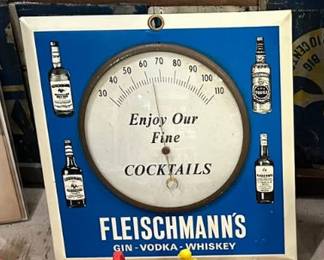 30 40 50 60 70 80 90 100 110
Enjoy Our
Fine
COCKTAILS
FLEISCHMANN'S
GIN - VODKA - WHISKEY